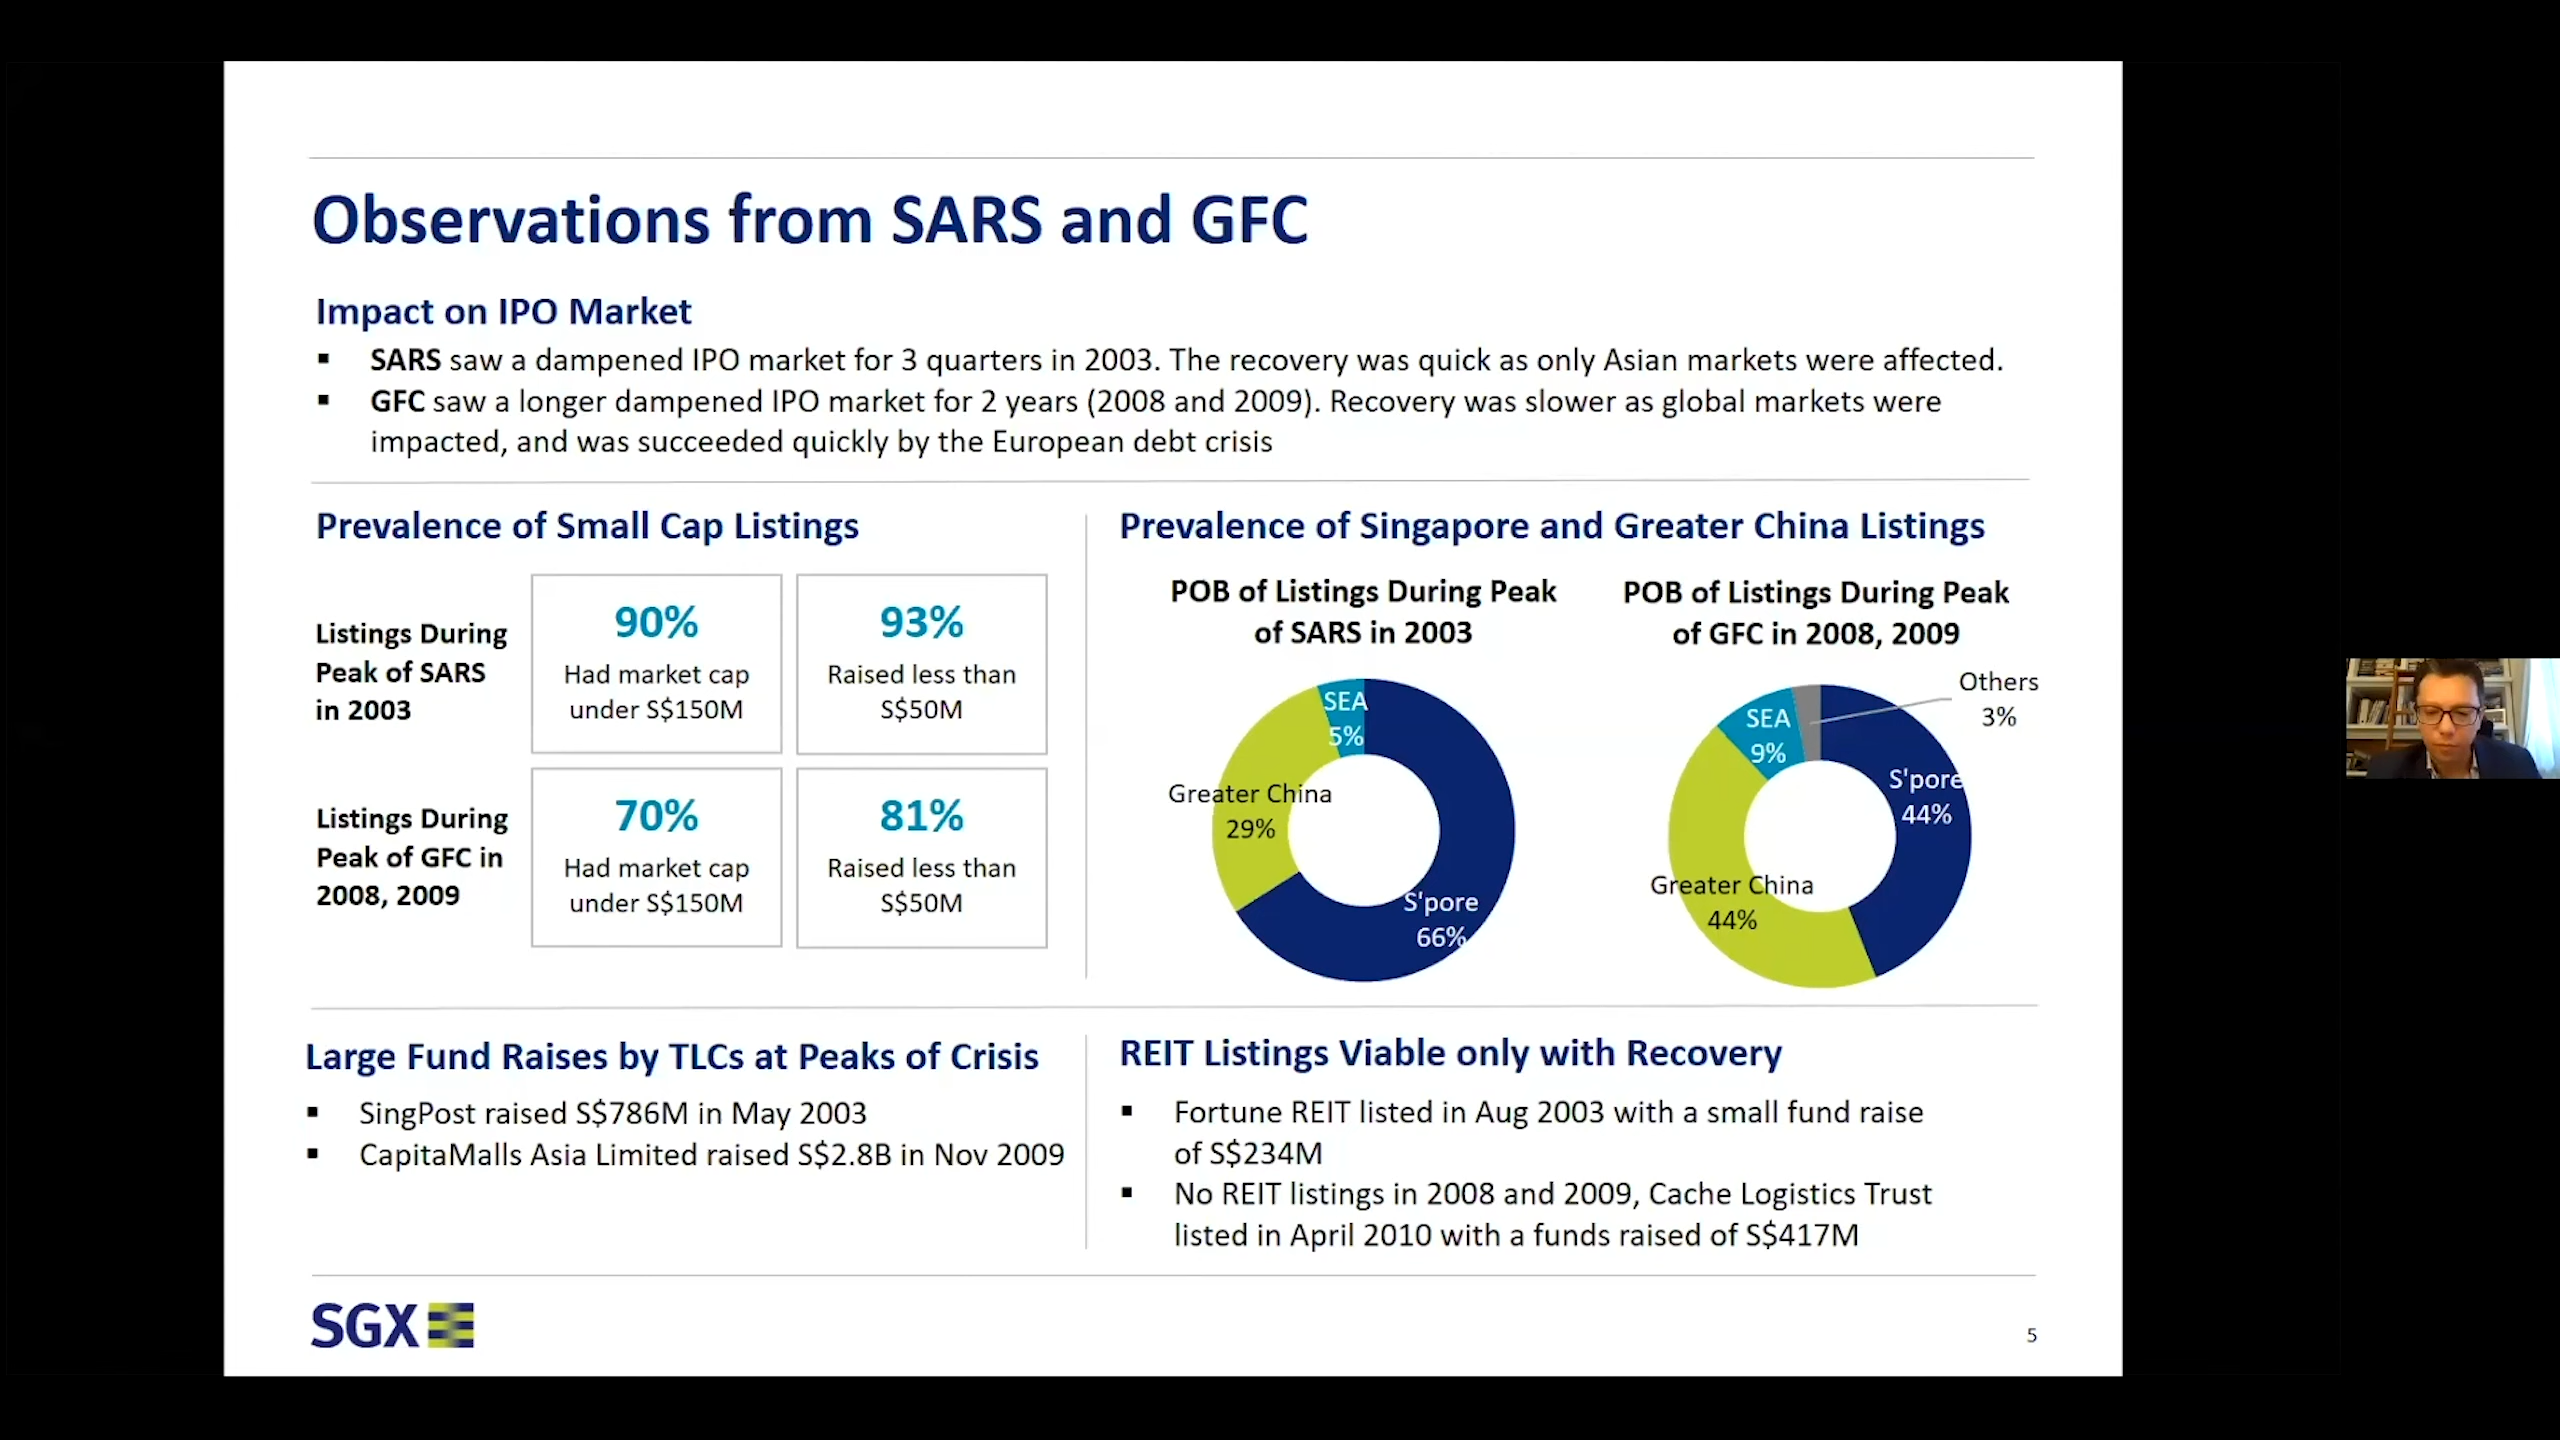 Observations from SARS and GFC
Impact on IPO Market
▪ SARS saw a dampened IPO market for 3 quarters in 2003. The recovery was quick as only Asian markets were affected.
▪ GFC saw a longer dampened IPO market for 2 years (2008 and 2009). Recovery was slower as global markets were
impacted, and was succeeded quickly by the European debt crisis
Prevalence of Small Cap Listings
Listings During
Peak of SARS
in 2003
90%
Had market cap
under S$150M
93%
Raised less than
S$50M
Listings During
Peak of GFC in
2008, 2009
70%
Had market cap
under S$150M
81%
Raised less than
S$50M
Prevalence of Singapore and Greater China Listings
POB of Listings During Peak
of SARS in 2003
SEA
5%
Greater China
29%
S'pore
66%
POB of Listings During Peak
of GFC in 2008, 2009
Others
3%
SEA
9%
S'pore
44%
Greater China
44%
Large Fund Raises by TLCs at Peaks of Crisis
▪ SingPost raised S$786M in May 2003
▪ CapitaMalls Asia Limited raised S$2.8B in Nov 2009
REIT Listings Viable only with Recovery
▪ Fortune REIT listed in Aug 2003 with a small fund raise
of S$234M
▪ No REIT listings in 2008 and 2009, Cache Logistics Trust
listed in April 2010 with a funds raised of S$417M
SGX
5